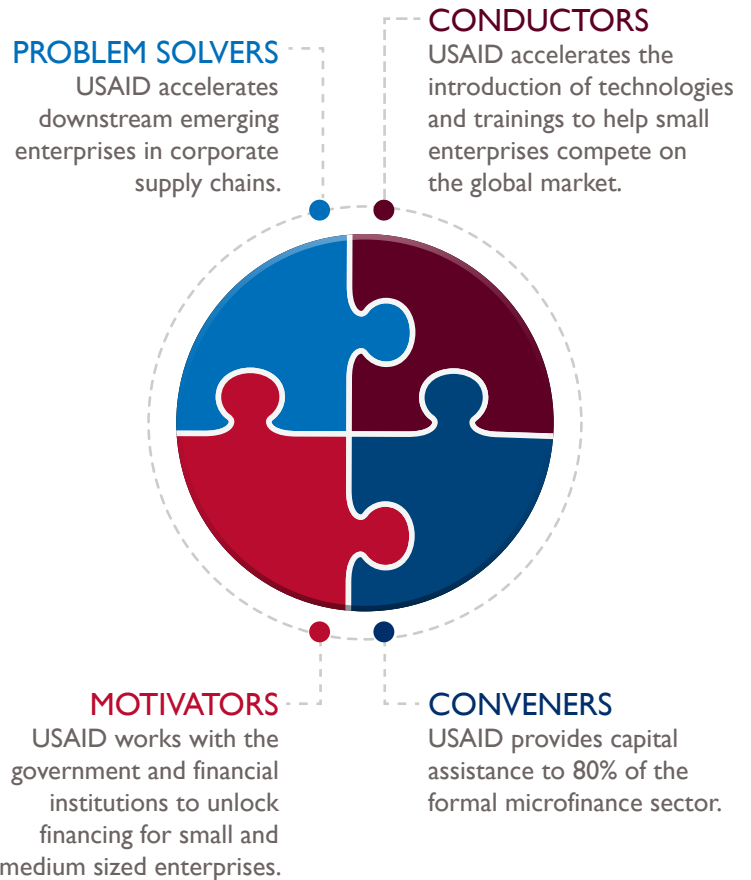 PROBLEM SOLVERS
USAID accelerates
downstream emerging
enterprises in corporate
supply chains.
CONDUCTORS
USAID accelerates the
introduction of technologies
and trainings to help small
enterprises compete on
the global market.
MOTIVATORS
USAID works with the
government and financial
institutions to unlock
financing for small and
medium sized enterprises.
CONVENERS
USAID provides capital
assistance to 80% of the
formal microfinance sector.